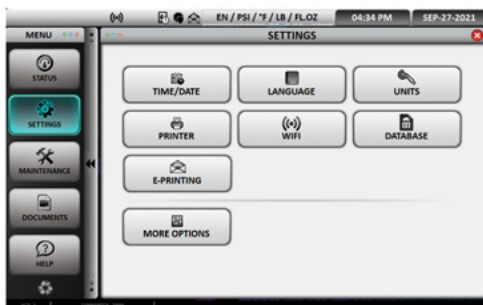 EN / PSI / °F / LB / FL.OZ 04:34 PM SEP-27-2021
MENU
SETTINGS
STATUS
SETTINGS
MAINTENANCE
DOCUMENTS
HELP
TIME/DATE
LANGUAGE
UNITS
PRINTER
WIFI
DATABASE
E-PRINTING
MORE OPTIONS